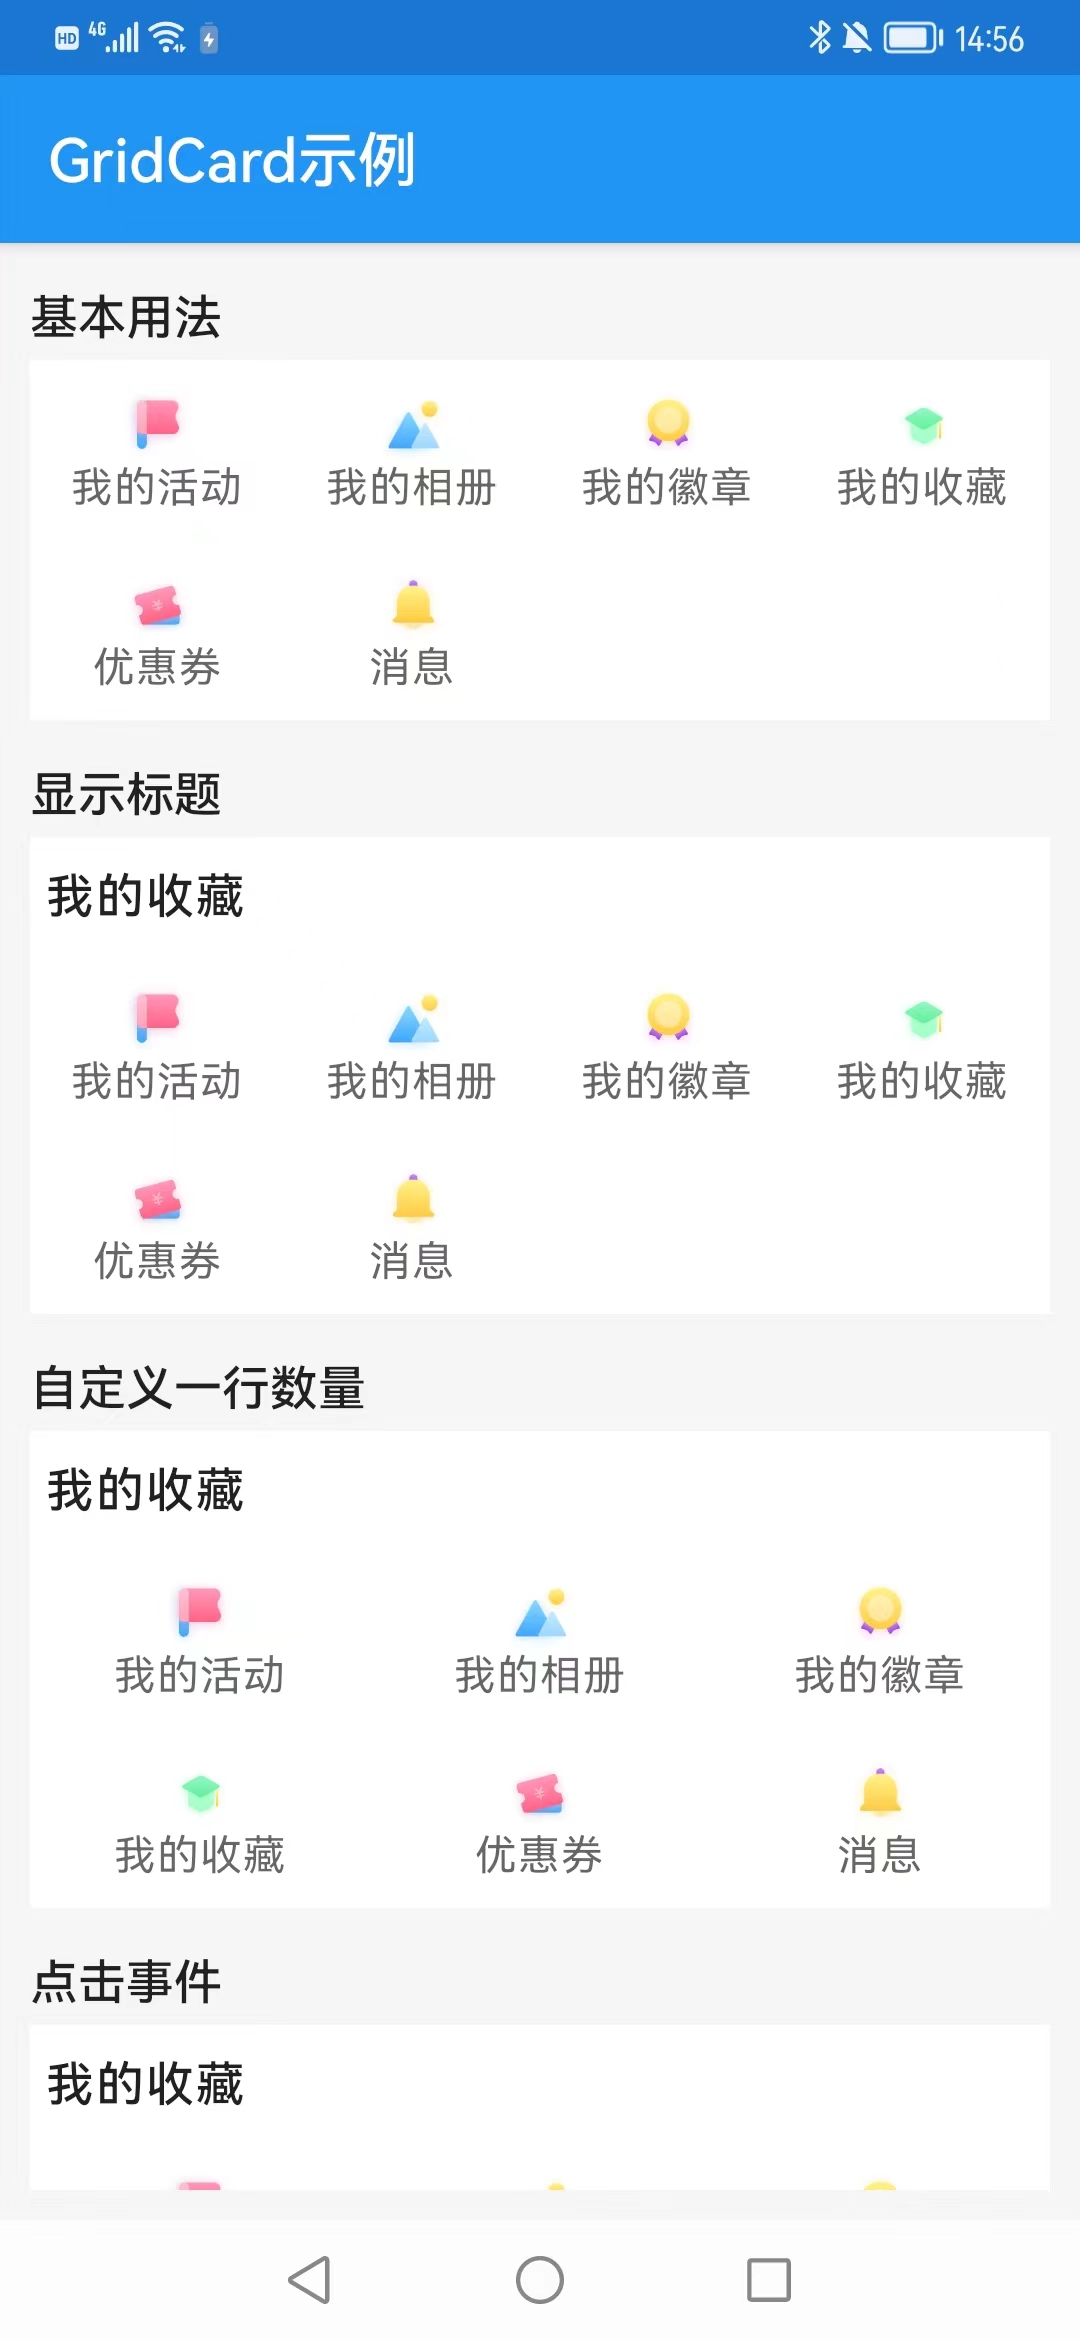 HD 4G 14:56
GridCard示例
基本用法
我的活动 我的相册 我的徽章 我的收藏
优惠券 消息
显示标题
我的收藏
我的活动 我的相册 我的徽章 我的收藏
优惠券 消息
自定义一行数量
我的收藏
我的活动 我的相册 我的徽章
我的收藏 优惠券 消息
点击事件
我的收藏